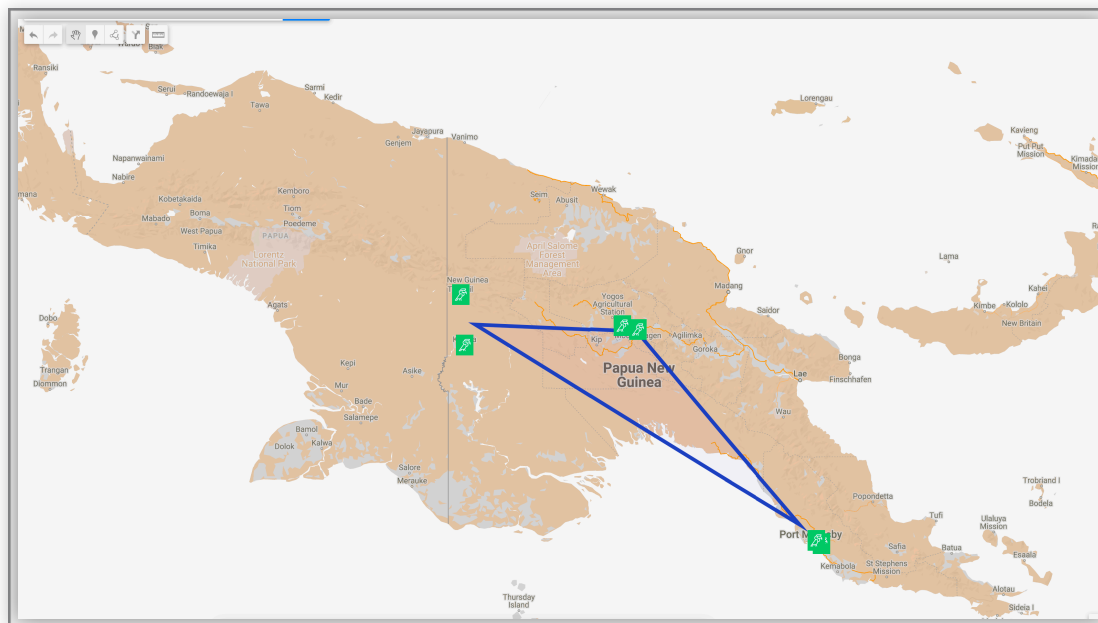 Ransiki
Biak
Serui
Randoewaja I
Sarmi
Kedir
Tawa
Lorengau
Jayapura
Vanimo
Genjem
Kavieng
Put Put
Mission
Napanwainami
Nabire
Kemboro
Seim
Wewak
Abusit
Kobetakaida
Mabado
Boma
Tiom
Poedeme
West Papua
PAPUA
Timika
Lorentz
National Park
April Salome
Forest
Management
Area
Gnor
Lama
New Guinea
Madang
Yogos
Agricultural
Station
Saidor
Kahei
Kimbe
Kololo
New Britain
Agats
Dobo
Kip
Agilimka
Goroka
Bonga
Trangan
Diommon
Kepi
Asike
Papua New
Guinea
Lae
Finschhafen
Mur
Bade
Salamepe
Wau
Bamol
Dolok
Kalwa
Salore
Merauke
Popondetta
Trobriand I
Bodela
Tufi
Ulaluya
Mission
Safia
Batua
Esaala
Kemabola
St Stephens
Mission
Alotau
Sideia I
Thursday
Island